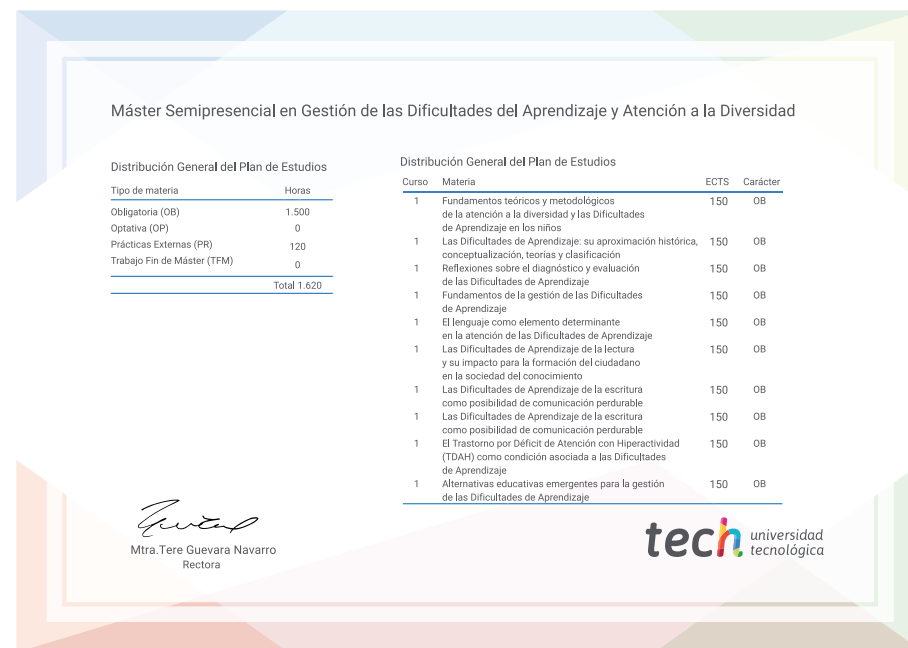 Máster Semipresencial en Gestión de las Dificultades del Aprendizaje y Atención a la Diversidad
Distribución General del Plan de Estudios
Tipo de materia Horas
Obligatoria (OB) 1.500
Optativa (OP) 0
Prácticas Externas (PR) 120
Trabajo Fin de Máster (TFM) 0
Total 1.620
Distribución General del Plan de Estudios
Curso Materia ECTS Carácter
1 Fundamentos teóricos y metodológicos 150 OB
de la atención a la diversidad y las Dificultades
de Aprendizaje en los niños
1 Las Dificultades de Aprendizaje: su aproximación histórica, 150 OB
conceptualización, teorías y clasificación
1 Reflexiones sobre el diagnóstico y evaluación 150 OB
de las Dificultades de Aprendizaje
1 Fundamentos de la gestión de las Dificultades 150 OB
de Aprendizaje
1 El lenguaje como elemento determinante 150 OB
en la atención de las Dificultades de Aprendizaje
1 Las Dificultades de Aprendizaje de la lectura 150 OB
y su impacto para la formación del ciudadano
en la sociedad del conocimiento
1 Las Dificultades de Aprendizaje de la escritura 150 OB
como posibilidad de comunicación perdurable
1 Las Dificultades de Aprendizaje de la escritura 150 OB
como posibilidad de comunicación perdurable
1 El Trastorno por Déficit de Atención con Hiperactividad 150 OB
(TDAH) como condición asociada a las Dificultades
de Aprendizaje
1 Alternativas educativas emergentes para la gestión 150 OB
de las Dificultades de Aprendizaje
Mtra.Tere Guevara Navarro
Rectora
tech universidad
tecnológica